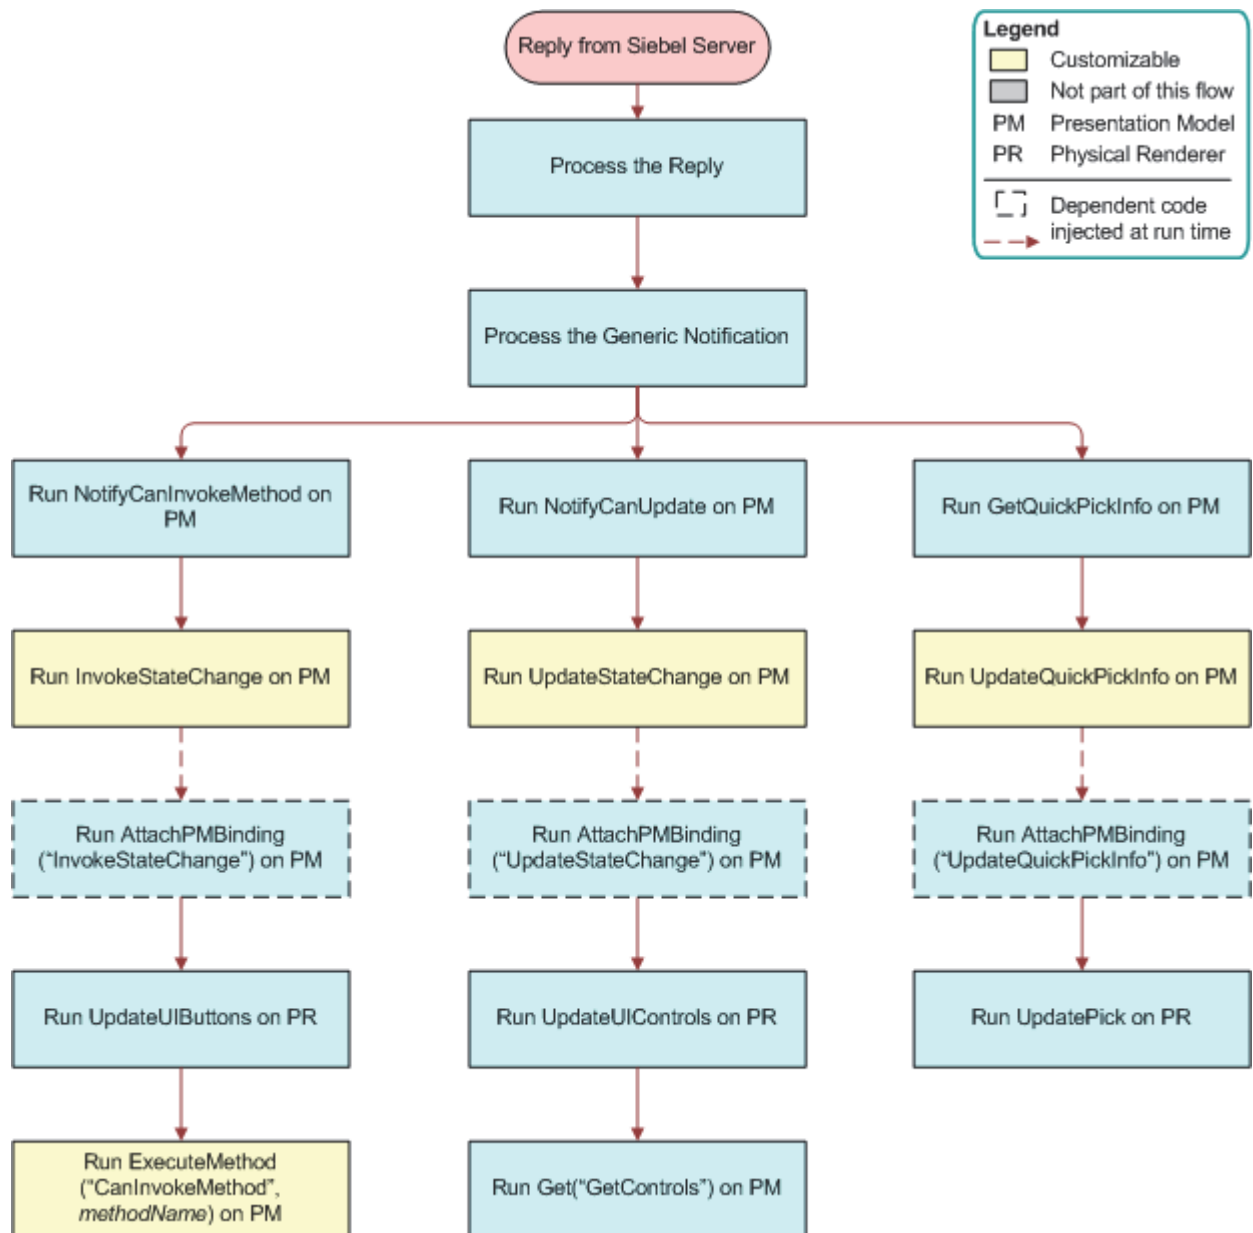 Reply from Siebel Server
Legend
Customizable
Not part of this flow
PM Presentation Model
PR Physical Renderer
Dependent code
injected at run time
Process the Reply
Process the Generic Notification
Run NotifyCanInvokeMethod on
PM
Run NotifyCanUpdate on PM
Run GetQuickPickInfo on PM
Run InvokeStateChange on PM
Run UpdateStateChange on PM
Run UpdateQuickPickInfo on PM
Run AttachPMBinding
(“InvokeStateChange”) on PM
Run AttachPMBinding
(“UpdateStateChange”) on PM
Run AttachPMBinding
(“UpdateQuickPickInfo”) on PM
Run UpdateUIButtons on PR
Run UpdateUIControls on PR
Run UpdatePick on PR
Run ExecuteMethod
(“CanInvokeMethod”,
methodName) on PM
Run Get(“GetControls”) on PM